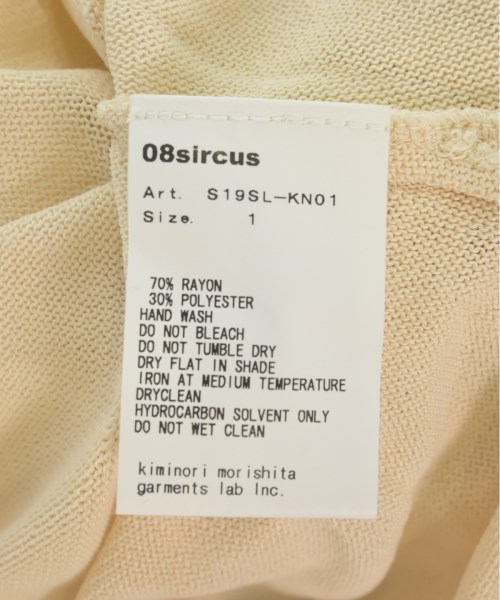 08sircus
Art. S19SL-KN01
Size. 1
70% RAYON
30% POLYESTER
HAND WASH
DO NOT BLEACH
DO NOT TUMBLE DRY
DRY FLAT IN SHADE
IRON AT MEDIUM TEMPERATURE
DRYCLEAN
HYDROCARBON SOLVENT ONLY
DO NOT WET CLEAN
kiminori morishita
garments lab Inc.